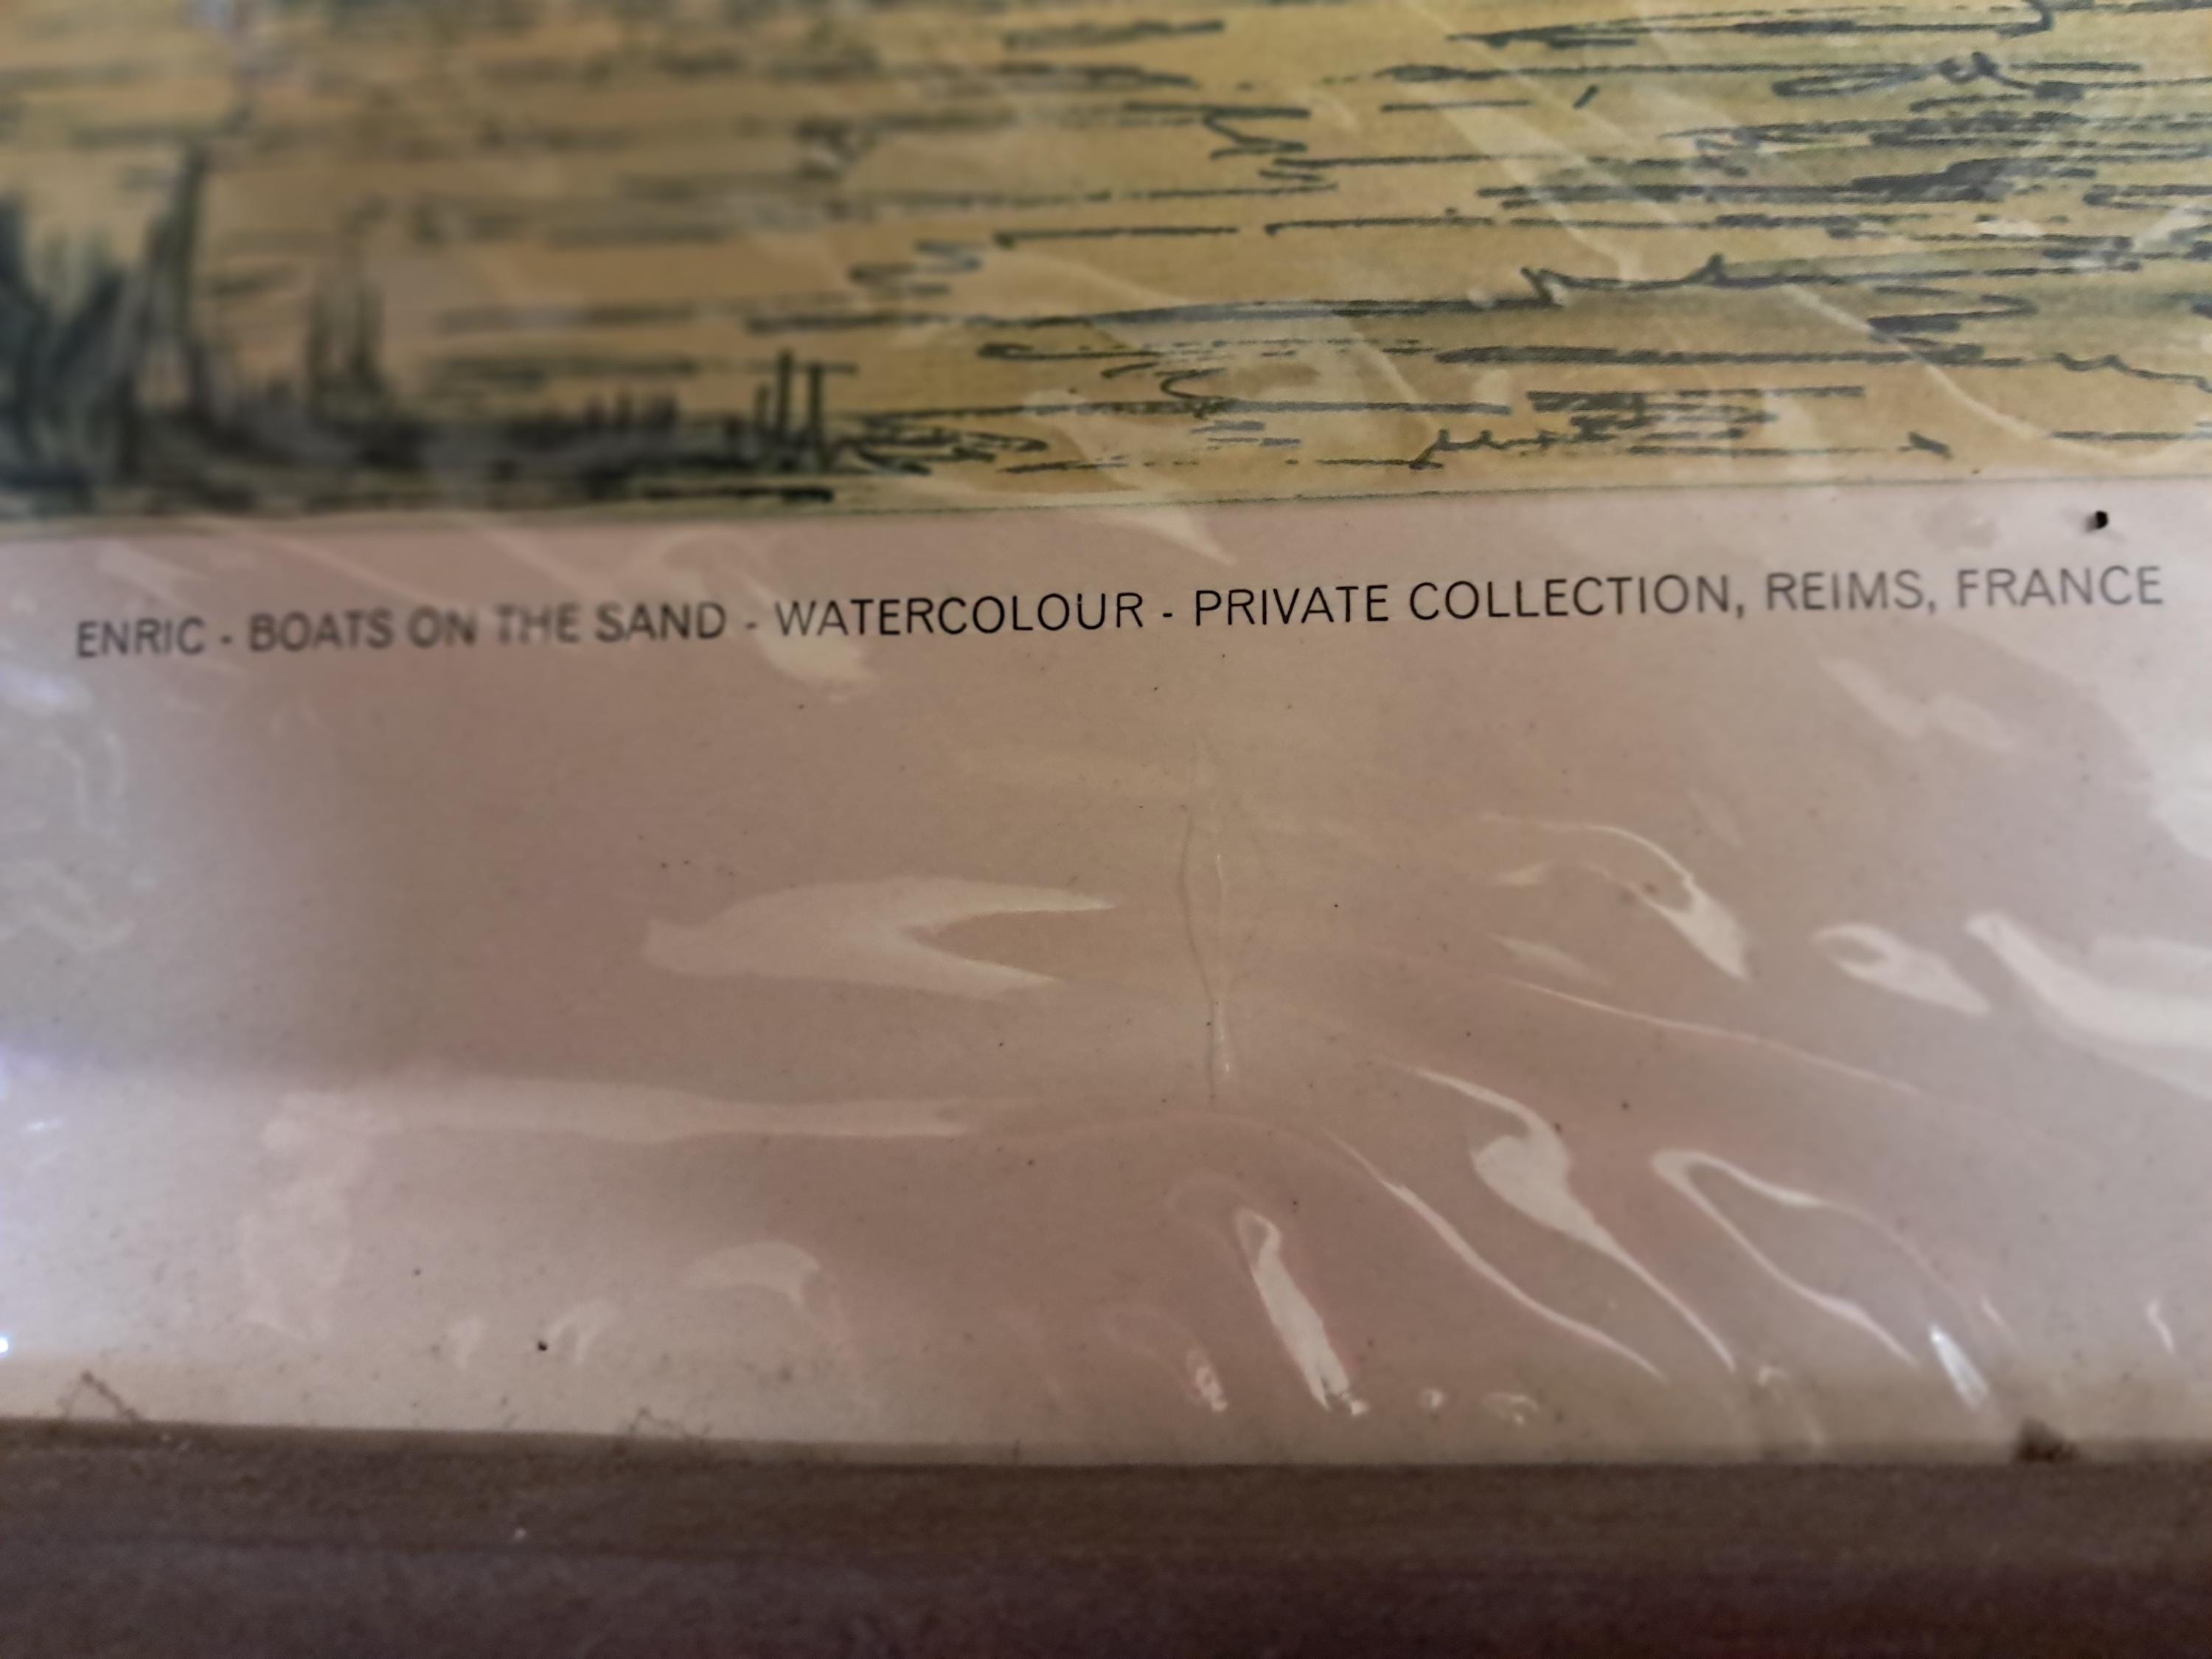 ENRIC - BOATS ON THE SAND - WATERCOLOUR - PRIVATE COLLECTION, REIMS, FRANCE